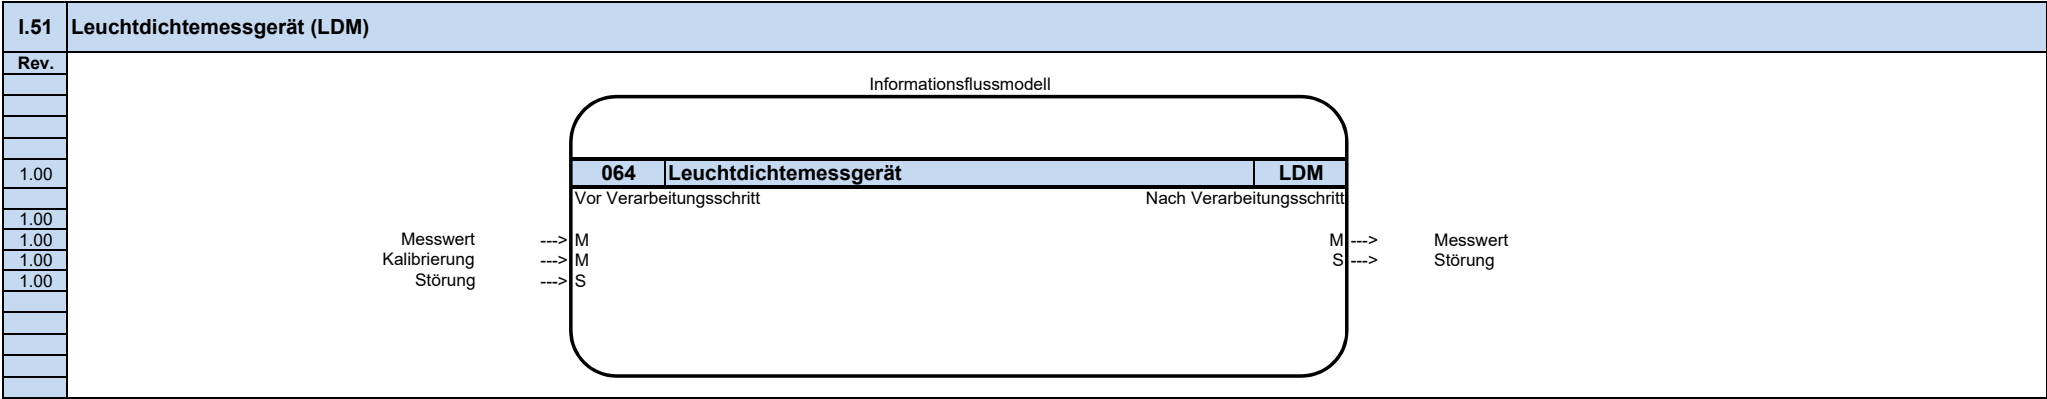 I.51 Leuchtdichtemessgerät (LDM)
Rev.
Informationsflussmodell
1.00 064 Leuchtdichtemessgerät LDM
Vor Verarbeitungsschritt Nach Verarbeitungsschritt
1.00
1.00 Messwert ---> M M ---> Messwert
1.00 Kalibrierung ---> M S ---> Störung
1.00 Störung ---> S